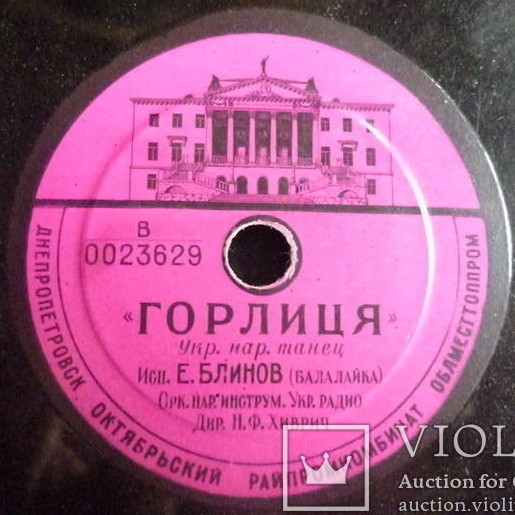 В
0023629
«ГОРЛИЦЯ»
Укр. нар. танец
Исп. Е. БЛИНОВ (БАЛАЛАЙКА)
Орк. нар. инструм. Укр. радио
Дир. Н. Ф. Хиврич
ДНЕПРОПЕТРОВСК ОКТЯБРЬСКИЙ РАЙПРОМКОМБИНАТ ОБЛМЕСТТОППРОМ
VIOL
Auction for
auction.violi